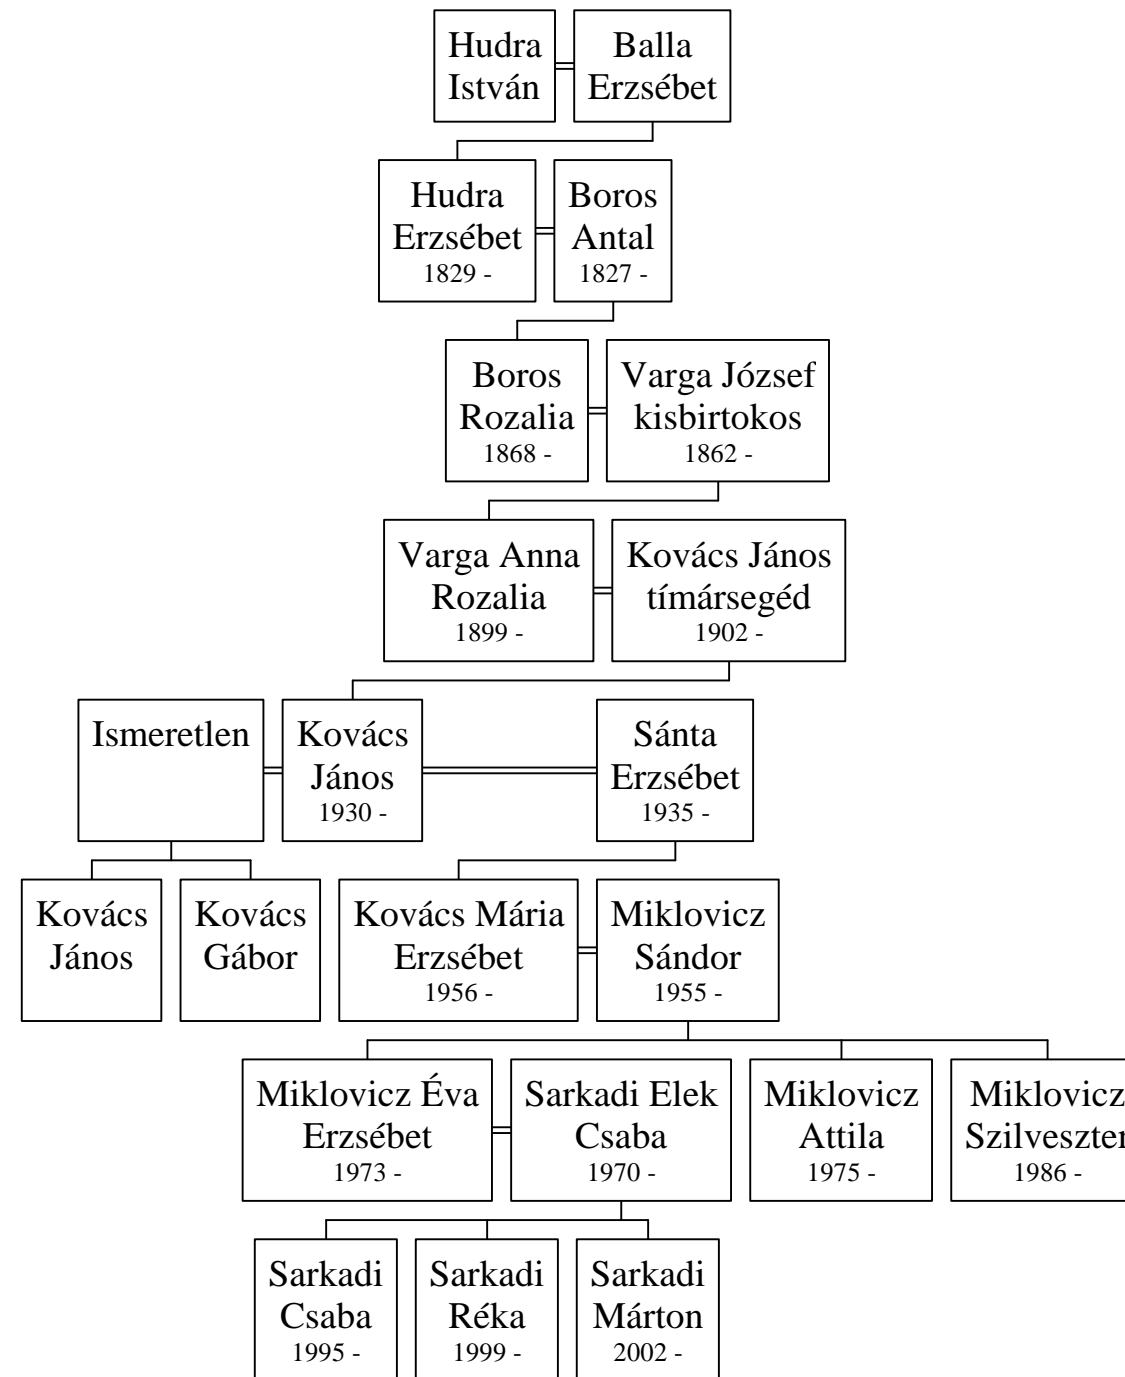 Hudra
István
Balla
Erzsébet
Hudra
Erzsébet
1829 -
Boros
Antal
1827 -
Boros
Rozalia
1868 -
Varga József
kisbirtokos
1862 -
Varga Anna
Rozalia
1899 -
Kovács János
tímársegéd
1902 -
Ismeretlen
Kovács
János
1930 -
Sánta
Erzsébet
1935 -
Kovács
János
Kovács
Gábor
Kovács Mária
Erzsébet
1956 -
Miklovicz
Sándor
1955 -
Miklovicz Éva
Erzsébet
1973 -
Sarkadi Elek
Csaba
1970 -
Miklovicz
Attila
1975 -
Miklovicz
Szilveszter
1986 -
Sarkadi
Csaba
1995 -
Sarkadi
Réka
1999 -
Sarkadi
Márton
2002 -